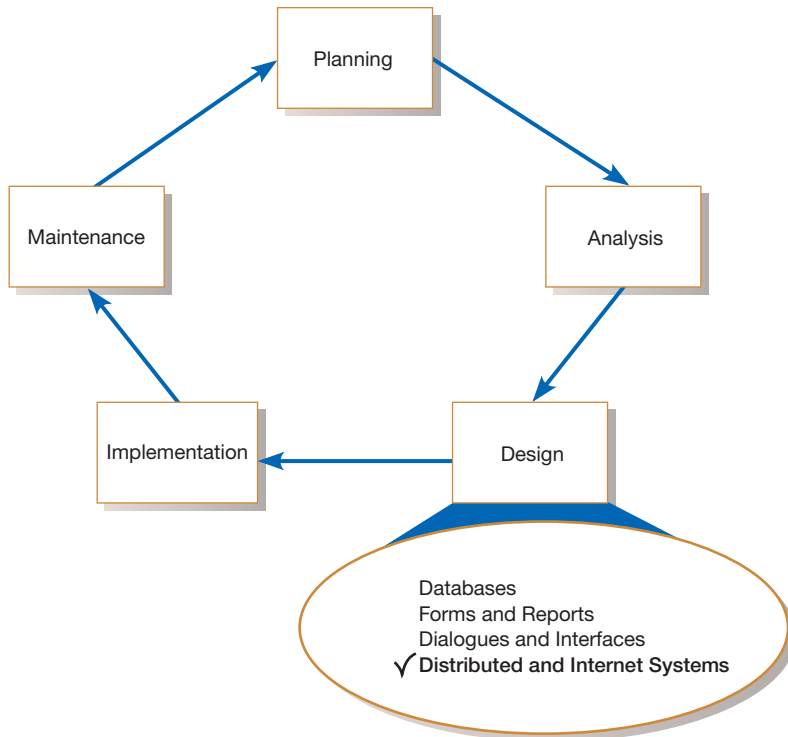 Planning
Maintenance
Analysis
Implementation
Design
Databases
Forms and Reports
Dialogues and Interfaces
✓ Distributed and Internet Systems